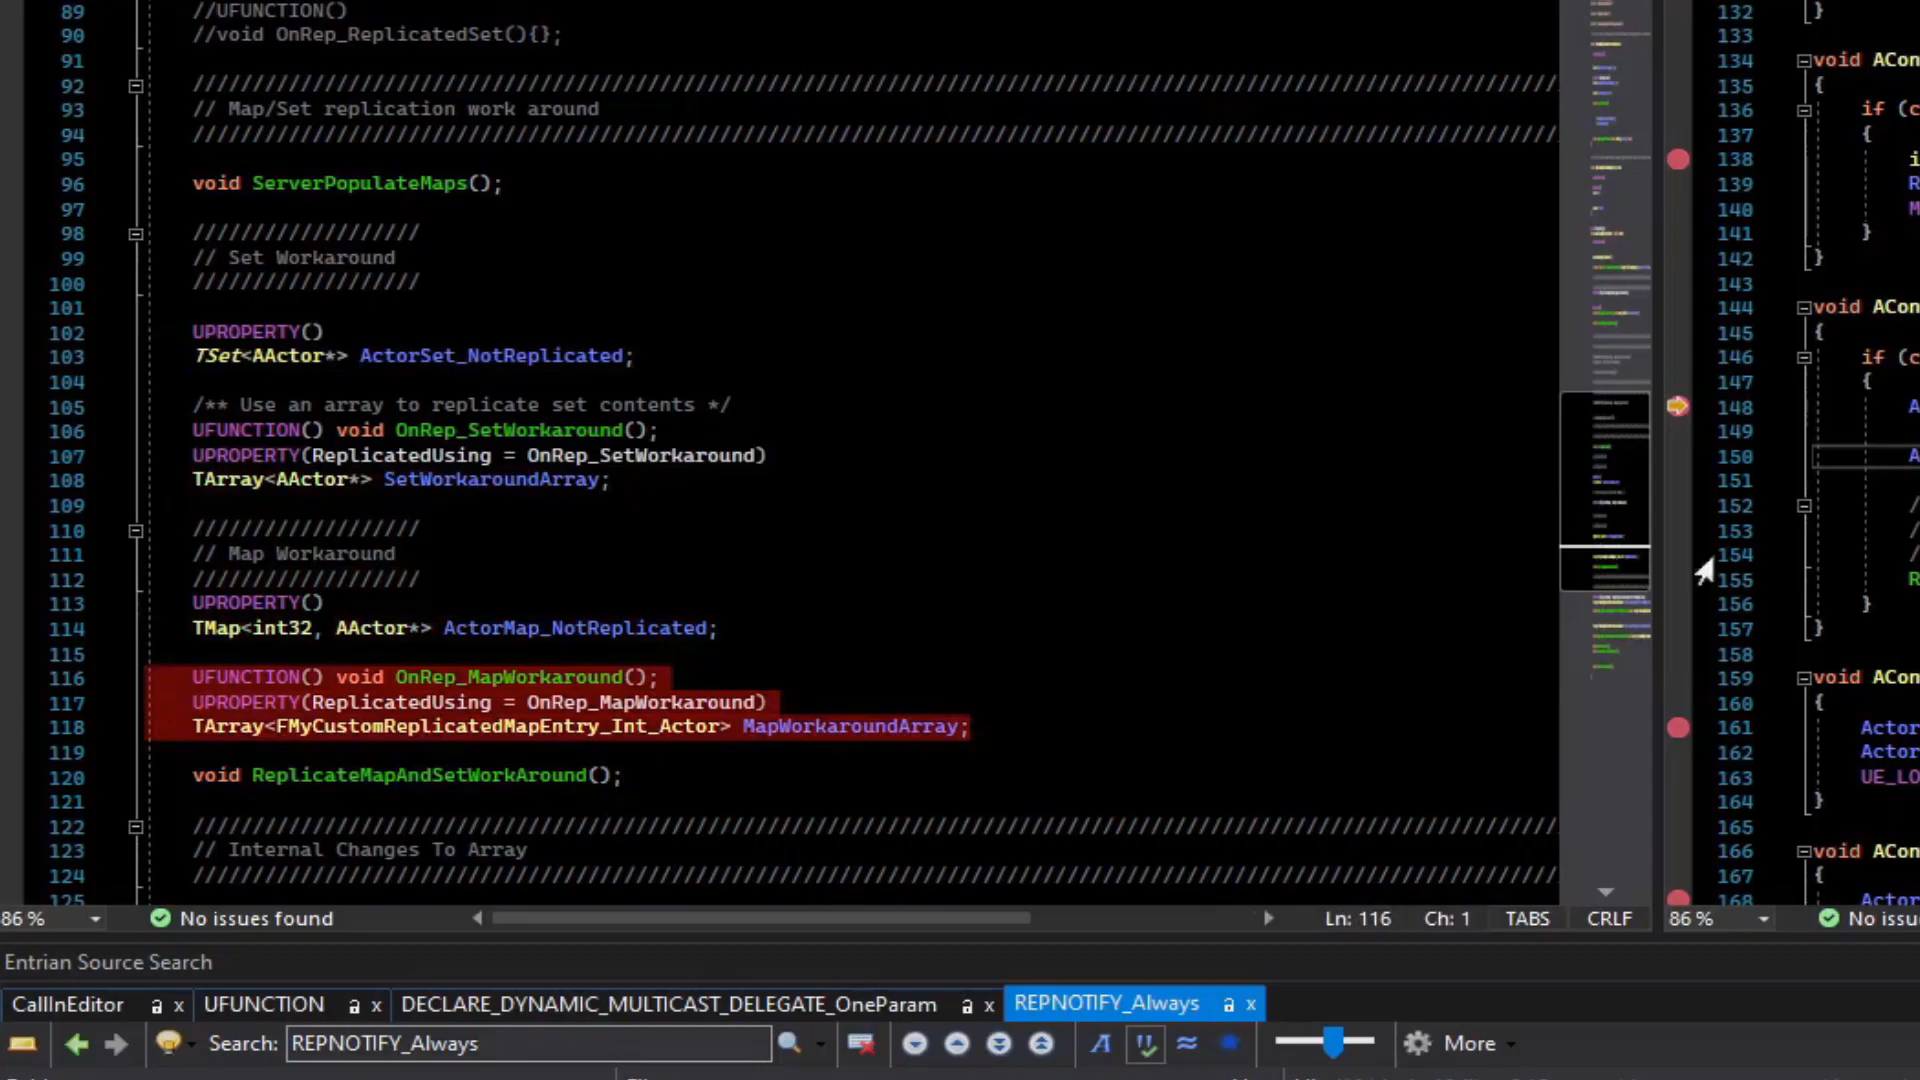 89 //UFUNCTION()
90 //void OnRep_ReplicatedSet(){};
91
92 ////////////////////////////////////////////////////////////////////////////////////////////////////////////////////
93 // Map/Set replication work around
94 ////////////////////////////////////////////////////////////////////////////////////////////////////////////////////
95
96 void ServerPopulateMaps();
97
98 ///////////////////
99 // Set Workaround
100 ///////////////////
101
102 UPROPERTY()
103 TSet<AActor*> ActorSet_NotReplicated;
104
105 /** Use an array to replicate set contents */
106 UFUNCTION() void OnRep_SetWorkaround();
107 UPROPERTY(ReplicatedUsing = OnRep_SetWorkaround)
108 TArray<AActor*> SetWorkaroundArray;
109
110 ///////////////////
111 // Map Workaround
112 ///////////////////
113 UPROPERTY()
114 TMap<int32, AActor*> ActorMap_NotReplicated;
115
116 UFUNCTION() void OnRep_MapWorkaround();
117 UPROPERTY(ReplicatedUsing = OnRep_MapWorkaround)
118 TArray<FMyCustomReplicatedMapEntry_Int_Actor> MapWorkaroundArray;
119
120 void ReplicateMapAndSetWorkAround();
121
122 ////////////////////////////////////////////////////////////////////////////////////////////////////////////////////
123 // Internal Changes To Array
124 ////////////////////////////////////////////////////////////////////////////////////////////////////////////////////
125
132 }
133
134 void ACon
135 {
136 if (c
137 {
138 i
139 R
140 M
141 }
142 }
143
144 void ACon
145 {
146 if (c
147 {
148 A
149
150 A
151
152 /
153 /
154 /
155 R
156 }
157 }
158
159 void ACon
160 {
161 Actor
162 Actor
163 UE_LO
164 }
165
166 void ACon
167 {
168 Actor
86 % No issues found Ln: 116 Ch: 1 TABS CRLF
86 % No issu
Entrian Source Search
CallInEditor x UFUNCTION x DECLARE_DYNAMIC_MULTICAST_DELEGATE_OneParam x REPNOTIFY_Always x
Search: REPNOTIFY_Always A More